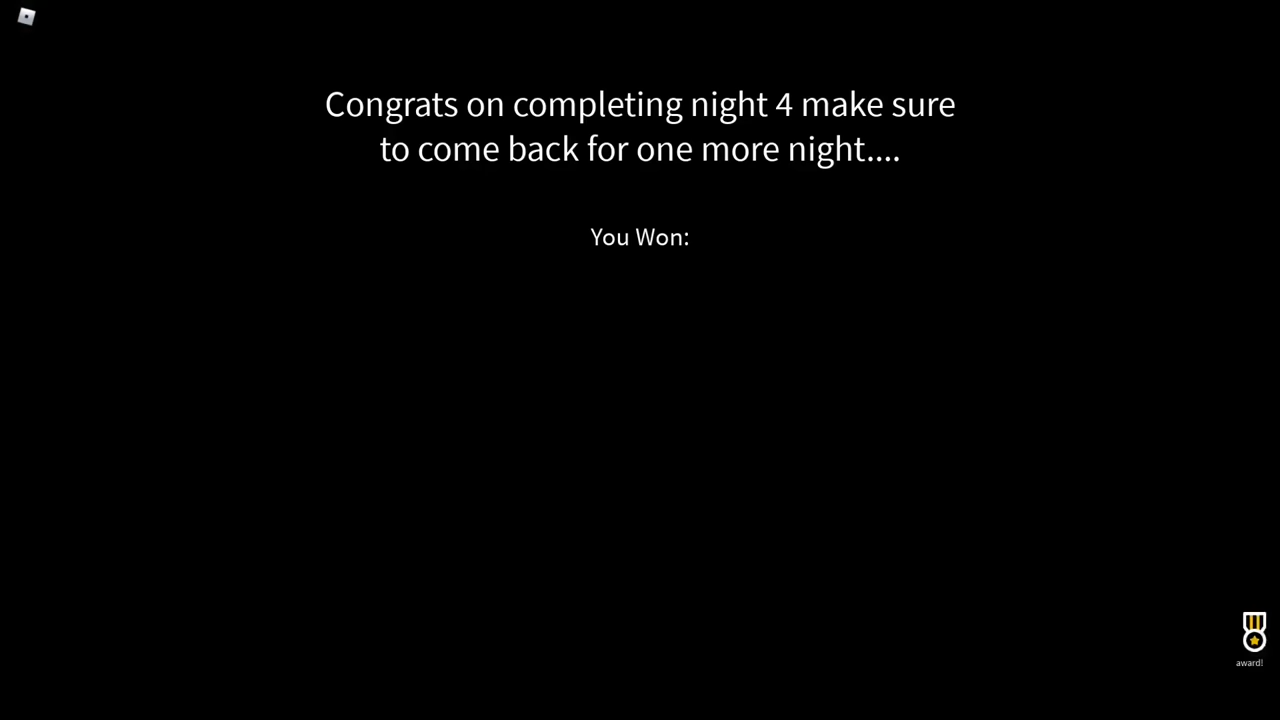 Congrats on completing night 4 make sure
to come back for one more night....
You Won:
award!